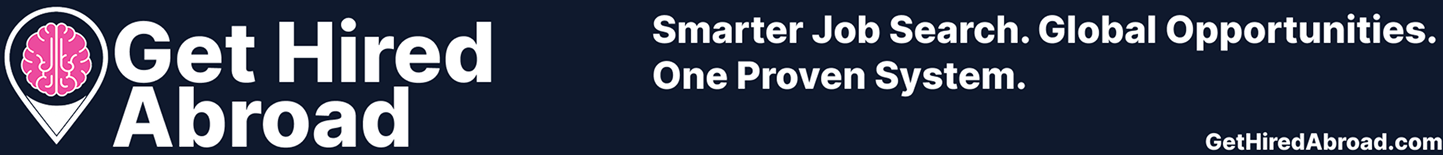 Get Hired
Abroad
Smarter Job Search. Global Opportunities.
One Proven System.
GetHiredAbroad.com